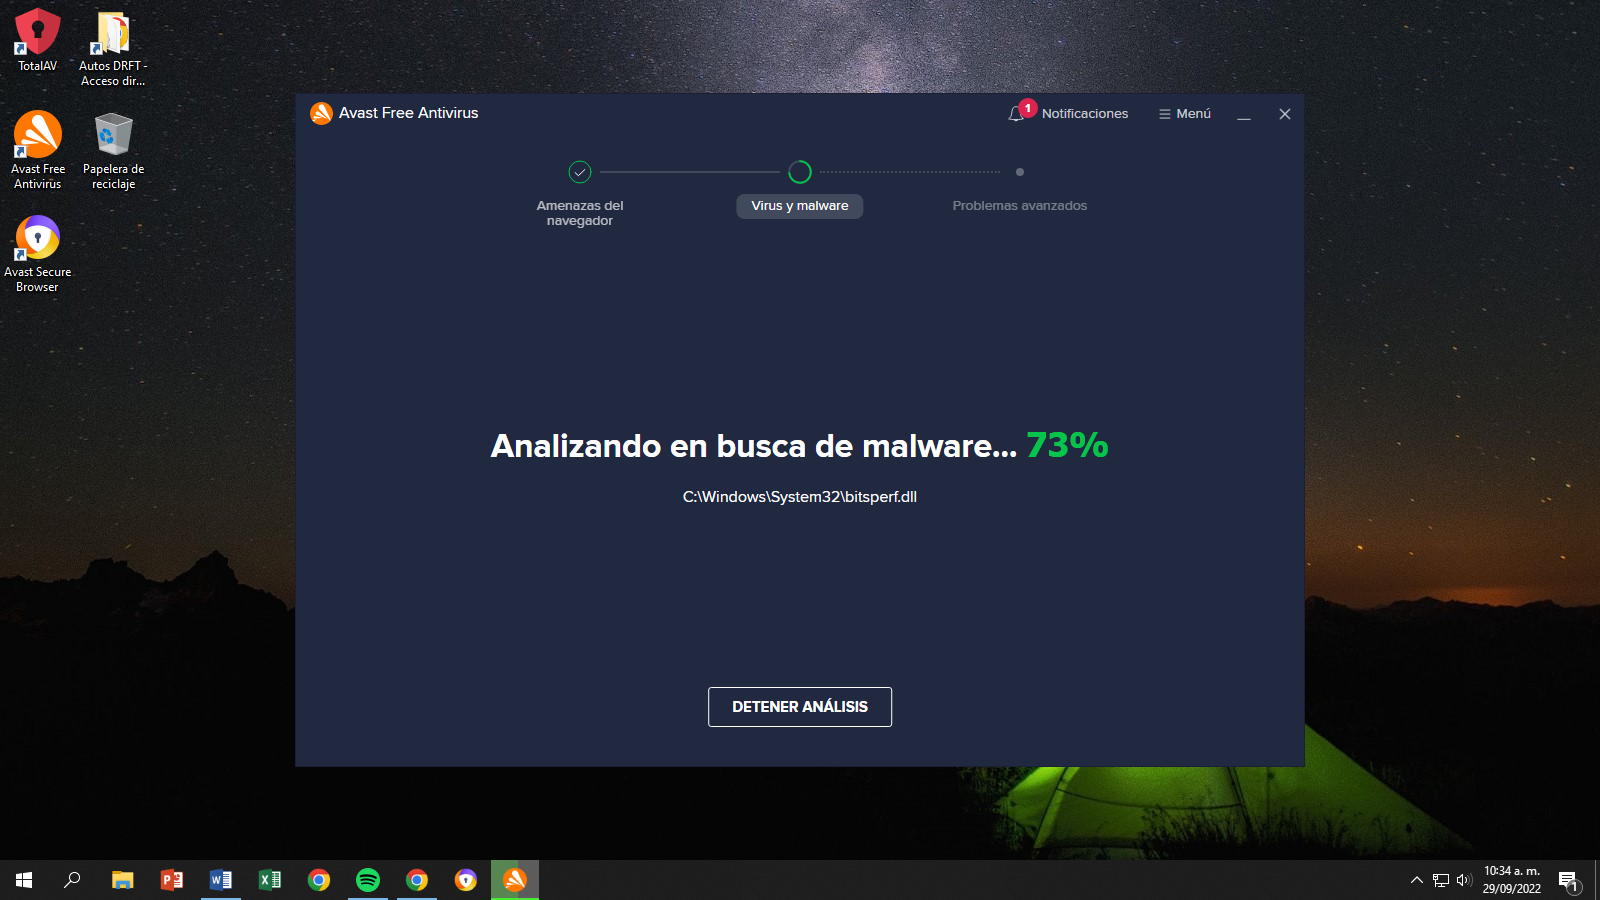 TotalAV
Autos DRFT -
Acceso dir...
Avast Free
Antivirus
Papelera de
reciclaje
Avast Secure
Browser
Avast Free Antivirus
1
Notificaciones
Menú
Amenazas del
navegador
Virus y malware
Problemas avanzados
Analizando en busca de malware... 73%
C:\Windows\System32\bitsperf.dll
DETENER ANÁLISIS
10:34 a. m.
29/09/2022
1